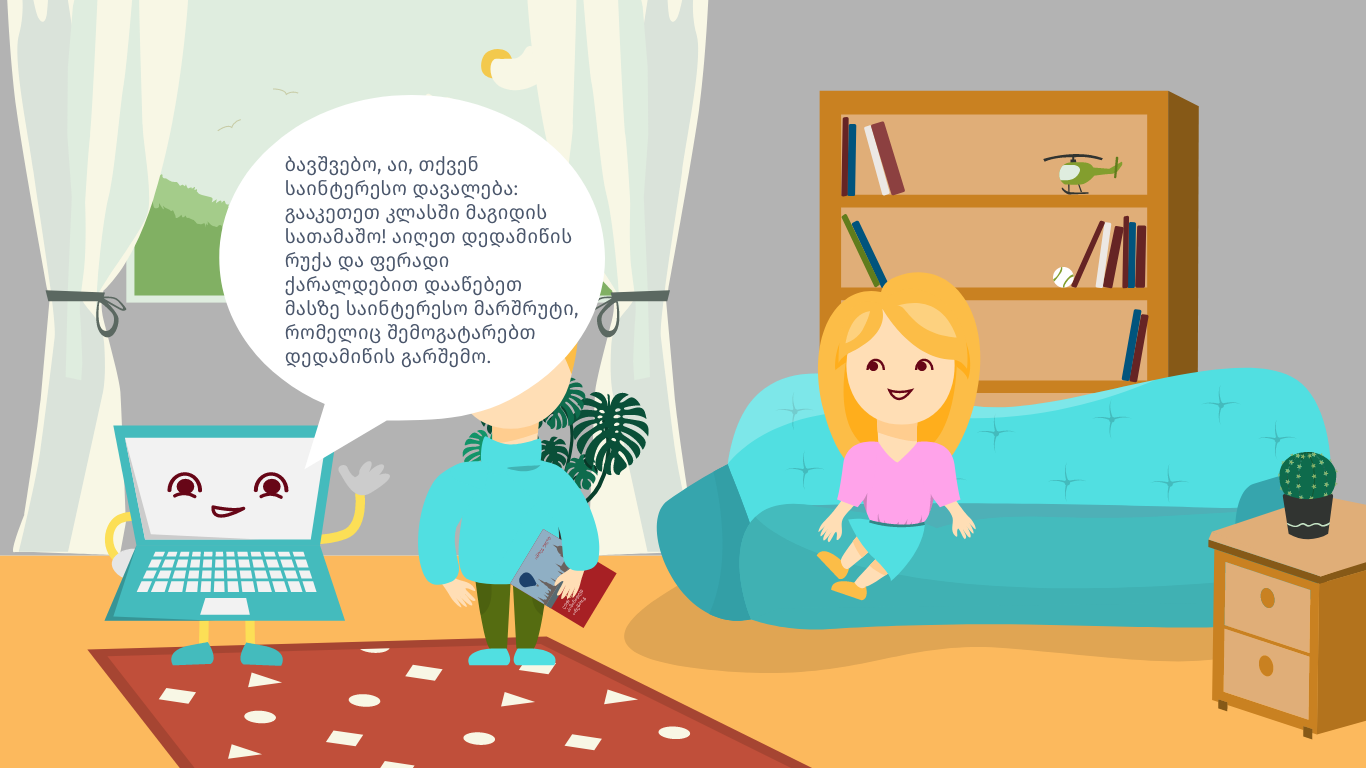 ბავშვებო, აი, თქვენ
საინტერესო დავალება:
გააკეთეთ კლასში მაგიდის
სათამაშო! აიღეთ დედამიწის
რუქა და ფერადი
ქარალდებით დააწებეთ
მასზე საინტერესო მარშრუტი,
რომელიც შემოგატარებთ
დედამიწის გარშემო.